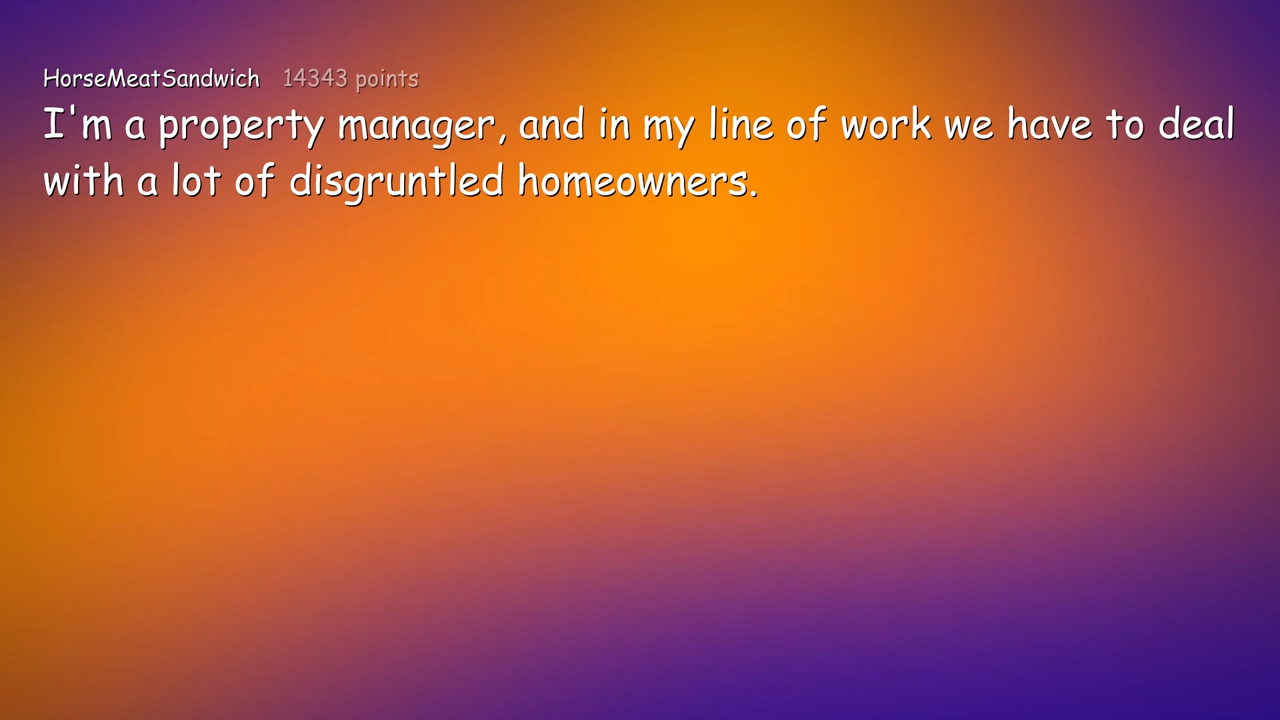 HorseMeatSandwich 14343 points
I'm a property manager, and in my line of work we have to deal
with a lot of disgruntled homeowners.